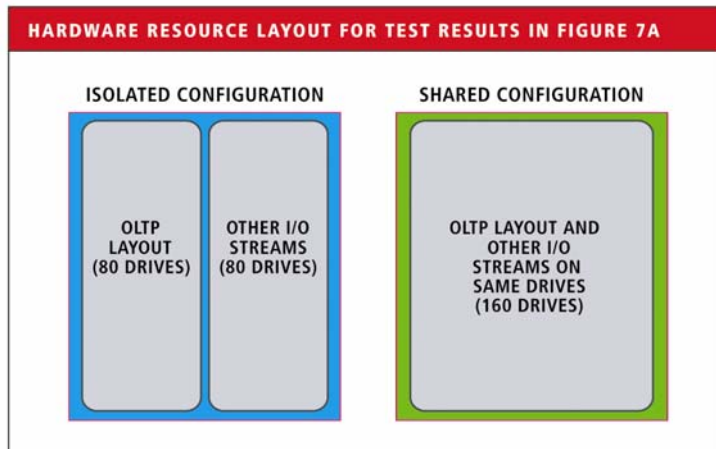 HARDWARE RESOURCE LAYOUT FOR TEST RESULTS IN FIGURE 7A
ISOLATED CONFIGURATION
OLTP
LAYOUT
(80 DRIVES)
OTHER I/O
STREAMS
(80 DRIVES)
SHARED CONFIGURATION
OLTP LAYOUT AND
OTHER I/O
STREAMS ON
SAME DRIVES
(160 DRIVES)